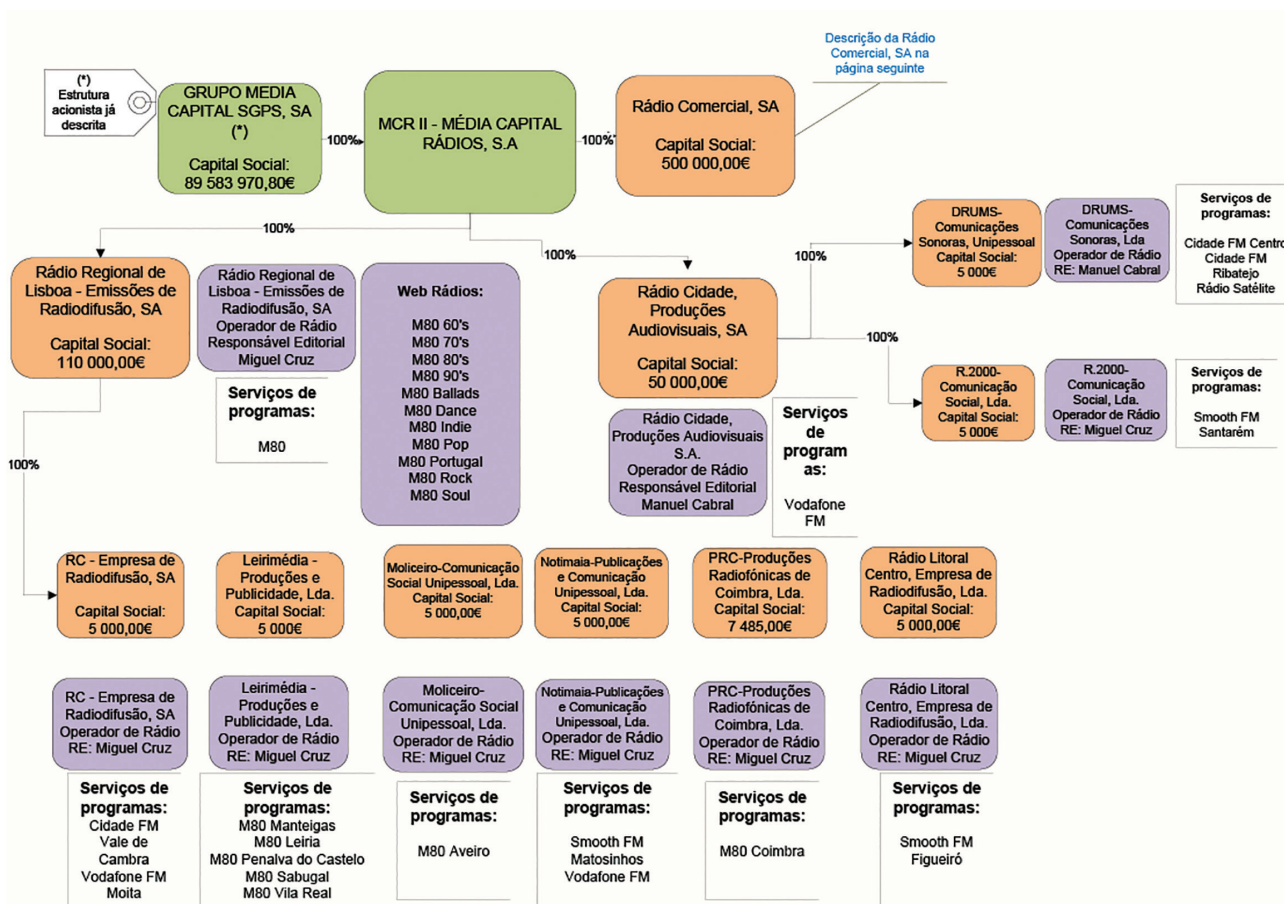 Descrição da Rádio
Comercial, SA na
página seguinte
(*)
Estrutura
acionista já
descrita
GRUPO MEDIA
CAPITAL SGPS, SA
(*)
Capital Social:
89 583 970,80€
100%
MCR II - MÉDIA CAPITAL
RÁDIOS, S.A
100%
Rádio Comercial, SA
Capital Social:
500 000,00€
100%
100%
Rádio Regional de
Lisboa - Emissões de
Radiodifusão, SA
Capital Social:
110 000,00€
Rádio Regional de
Lisboa - Emissões de
Radiodifusão, SA
Operador de Rádio
Responsável Editorial
Miguel Cruz
Serviços de
programas:
M80
Web Rádios:
M80 60's
M80 70's
M80 80's
M80 90's
M80 Ballads
M80 Dance
M80 Indie
M80 Pop
M80 Portugal
M80 Rock
M80 Soul
Rádio Cidade,
Produções
Audiovisuais, SA
Capital Social:
50 000,00€
Rádio Cidade,
Produções Audiovisuais
S.A.
Operador de Rádio
Responsável Editorial
Manuel Cabral
Serviços
de
program
as:
Vodafone
FM
100%
DRUMS-
Comunicações
Sonoras, Unipessoal
Capital Social:
5 000€
DRUMS-
Comunicações
Sonoras, Lda
Operador de Rádio
RE: Manuel Cabral
Serviços de
programas:
Cidade FM Centro
Cidade FM
Ribatejo
Rádio Satélite
100%
R.2000-
Comunicação
Social, Lda.
Capital Social:
5 000€
R.2000-
Comunicação
Social, Lda.
Operador de Rádio
RE: Miguel Cruz
Serviços de
programas:
Smooth FM
Santarém
100%
RC - Empresa de
Radiodifusão, SA
Capital Social:
5 000,00€
Leirimédia -
Produções e
Publicidade, Lda.
Capital Social:
5 000€
Moliceiro-Comunicação
Social Unipessoal, Lda.
Capital Social:
5 000,00€
Notimaia-Publicações
e Comunicação
Unipessoal, Lda.
Capital Social:
5 000,00€
PRC-Produções
Radiofónicas de
Coimbra, Lda.
Capital Social:
7 485,00€
Rádio Litoral
Centro, Empresa de
Radiodifusão, Lda.
Capital Social:
5 000,00€
RC - Empresa de
Radiodifusão, SA
Operador de Rádio
RE: Miguel Cruz
Leirimédia -
Produções e
Publicidade, Lda.
Operador de Rádio
RE: Miguel Cruz
Moliceiro-
Comunicação Social
Unipessoal, Lda.
Operador de Rádio
RE: Miguel Cruz
Notimaia-Publicações
e Comunicação
Unipessoal, Lda.
Operador de Rádio
RE: Miguel Cruz
PRC-Produções
Radiofónicas de
Coimbra, Lda.
Operador de Rádio
RE: Miguel Cruz
Rádio Litoral
Centro, Empresa de
Radiodifusão, Lda.
Operador de Rádio
RE: Miguel Cruz
Serviços de
programas:
Cidade FM
Vale de
Cambra
Vodafone FM
Moita
Serviços de
programas:
M80 Manteigas
M80 Leiria
M80 Penalva do Castelo
M80 Sabugal
M80 Vila Real
Serviços de
programas:
M80 Aveiro
Serviços de
programas:
Smooth FM
Matosinhos
Vodafone FM
Serviços de
programas:
M80 Coimbra
Serviços de
programas:
Smooth FM
Figueiró